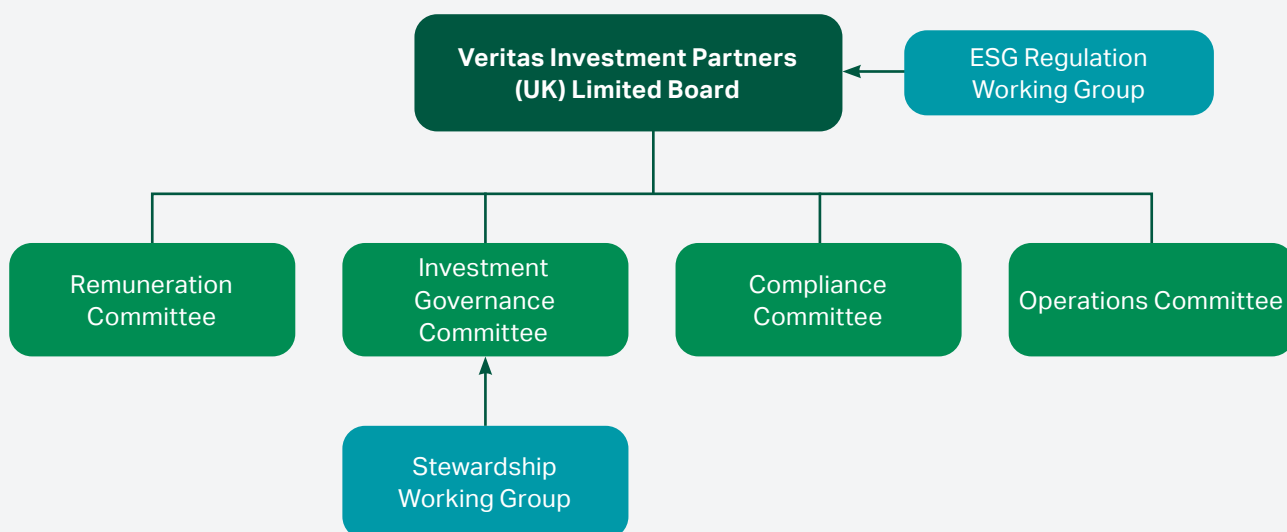 Veritas Investment Partners
(UK) Limited Board
ESG Regulation
Working Group
Remuneration
Committee
Investment
Governance
Committee
Compliance
Committee
Operations Committee
Stewardship
Working Group